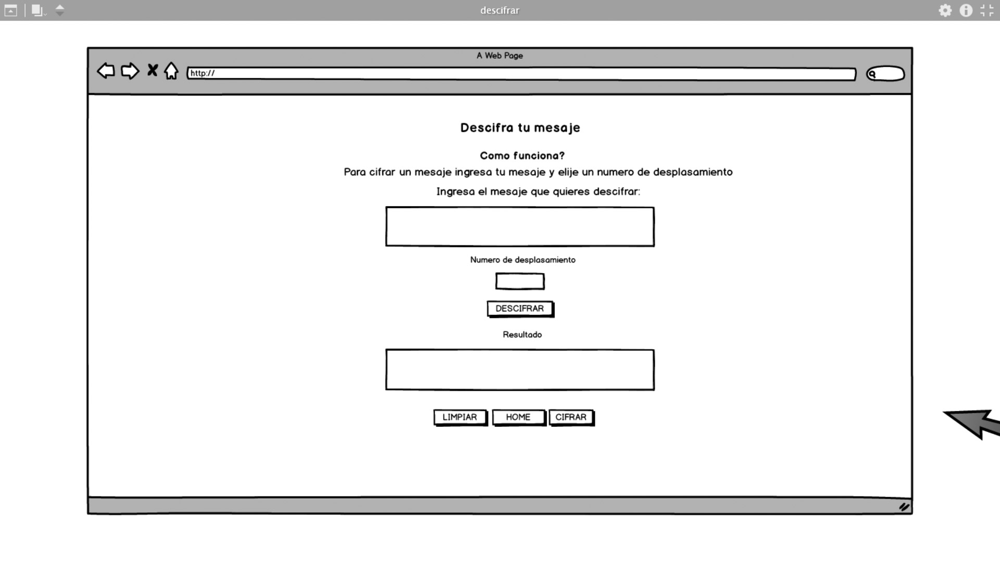 descifrar
A Web Page
http://
Descifra tu mesaje
Como funciona?
Para cifrar un mesaje ingresa tu mesaje y elije un numero de desplasamiento
Ingresa el mesaje que quieres descifrar:
Numero de desplasamiento
DESCIFRAR
Resultado
LIMPIAR HOME CIFRAR